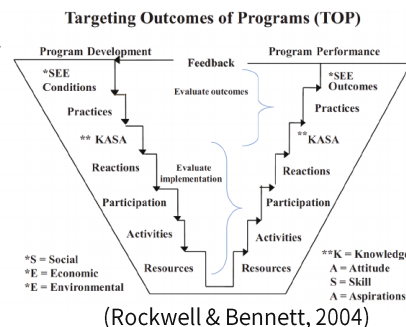 Targeting Outcomes of Programs (TOP)
Program Development
Feedback
Program Performance
*SEE
Conditions
Practices
** KASA
Reactions
Participation
Activities
Resources
Evaluate outcomes
Evaluate
implementation
*SEE
Outcomes
Practices
**KASA
Reactions
Participation
Activities
Resources
*S = Social
*E = Economic
*E = Environmental
**K = Knowledge
A = Attitude
S = Skill
A = Aspirations
(Rockwell & Bennett, 2004)